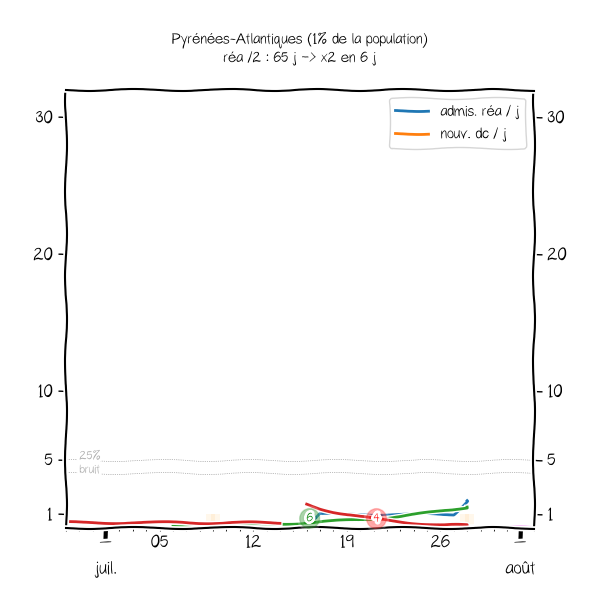 Pyrénées-Atlantiques (1% de la population)
réa /2 : 65 j -> x2 en 6 j
admis. réa / j
nouv. dc / j
30 30
20 20
10 10
25%
5 5
bruit
6 4
1 1
05 12 19 26
juil. août